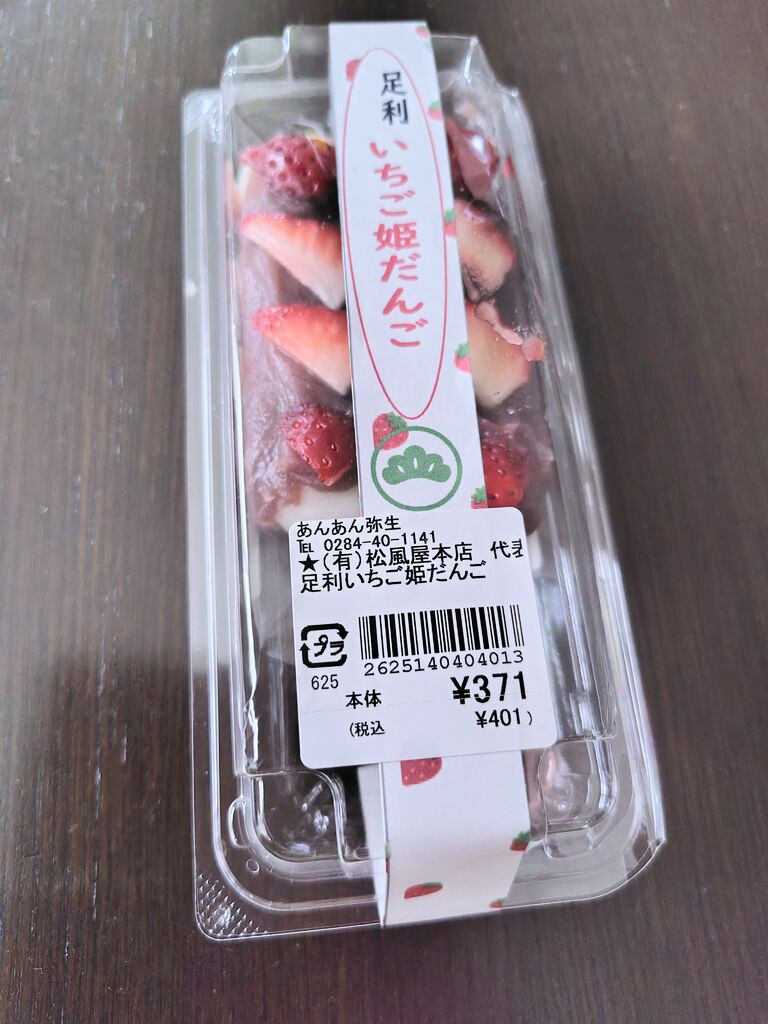 足利
いちご姫だんご
あんあん弥生
℡ 0284-40-1141
★(有)松風屋本店 代表
足利いちご姫だんご
プラ
2625140404013
625
本体 ¥371
(税込 ¥401)